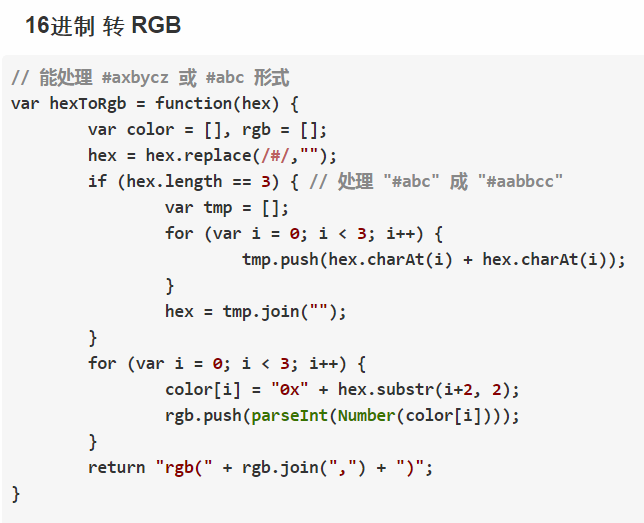 16进制 转 RGB
// 能处理 #axbycz 或 #abc 形式
var hexToRgb = function(hex) {
var color = [], rgb = [];
hex = hex.replace(/#/,"");
if (hex.length == 3) { // 处理 "#abc" 成 "#aabbcc"
var tmp = [];
for (var i = 0; i < 3; i++) {
tmp.push(hex.charAt(i) + hex.charAt(i));
}
hex = tmp.join("");
}
for (var i = 0; i < 3; i++) {
color[i] = "0x" + hex.substr(i+2, 2);
rgb.push(parseInt(Number(color[i])));
}
return "rgb(" + rgb.join(",") + ")";
}